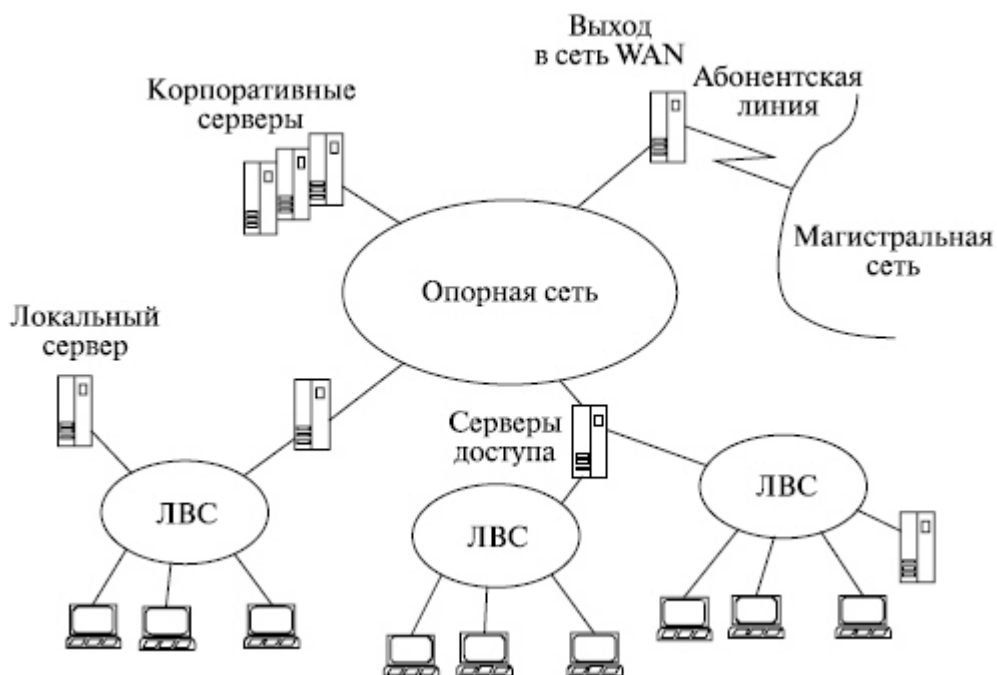 Выход
в сеть WAN
Абонентская
линия
Корпоративные
серверы
Магистральная
сеть
Опорная сеть
Локальный
сервер
Серверы
доступа
ЛВС
ЛВС
ЛВС